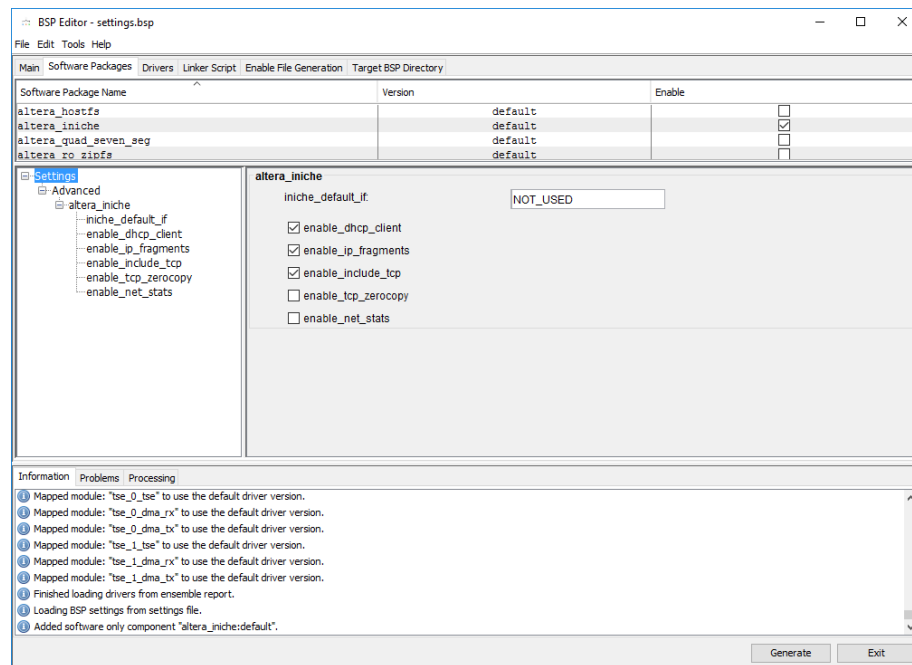 BSP Editor - settings.bsp
File Edit Tools Help
Main Software Packages Drivers Linker Script Enable File Generation Target BSP Directory
Software Package Name Version Enable
altera_hostfs default
altera_iniche default
altera_quad_seven_seg default
altera_ro_zipfs default
Settings
Advanced
altera_iniche
iniche_default_if
enable_dhcp_client
enable_ip_fragments
enable_include_tcp
enable_tcp_zerocopy
enable_net_stats
altera_iniche
iniche_default_if: NOT_USED
enable_dhcp_client
enable_ip_fragments
enable_include_tcp
enable_tcp_zerocopy
enable_net_stats
Information Problems Processing
Mapped module: "tse_0_tse" to use the default driver version.
Mapped module: "tse_0_dma_rx" to use the default driver version.
Mapped module: "tse_0_dma_tx" to use the default driver version.
Mapped module: "tse_1_tse" to use the default driver version.
Mapped module: "tse_1_dma_rx" to use the default driver version.
Mapped module: "tse_1_dma_tx" to use the default driver version.
Finished loading drivers from ensemble report.
Loading BSP settings from settings file.
Added software only component "altera_iniche:default".
Generate Exit